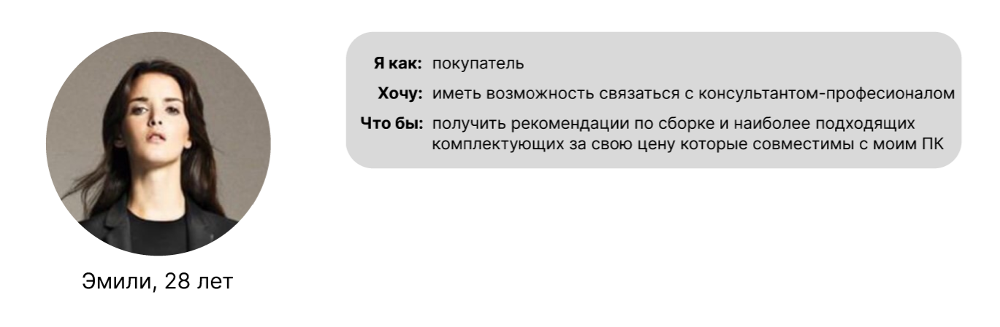 Я как: покупатель
Хочу: иметь возможность связаться с консультантом-професионалом
Что бы: получить рекомендации по сборке и наиболее подходящих
комплектующих за свою цену которые совместимы с моим ПК
Эмили, 28 лет